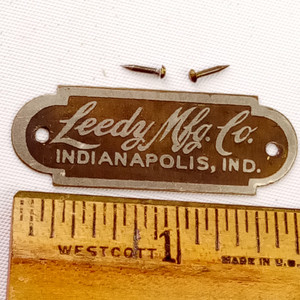 Leedy Mfg. Co.
INDIANAPOLIS, IND.
WESTCOTT
1
MADE IN U.S.